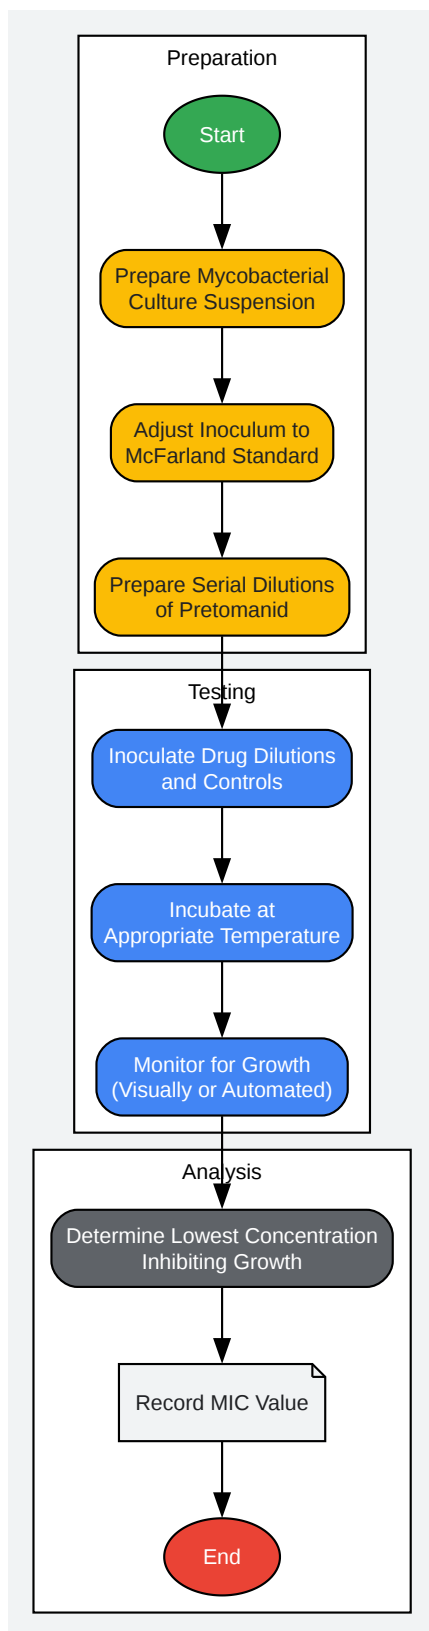 Preparation
Start
Prepare Mycobacterial
Culture Suspension
Adjust Inoculum to
McFarland Standard
Prepare Serial Dilutions
of Pretomanid
Testing
Inoculate Drug Dilutions
and Controls
Incubate at
Appropriate Temperature
Monitor for Growth
(Visually or Automated)
Analysis
Determine Lowest Concentration
Inhibiting Growth
Record MIC Value
End